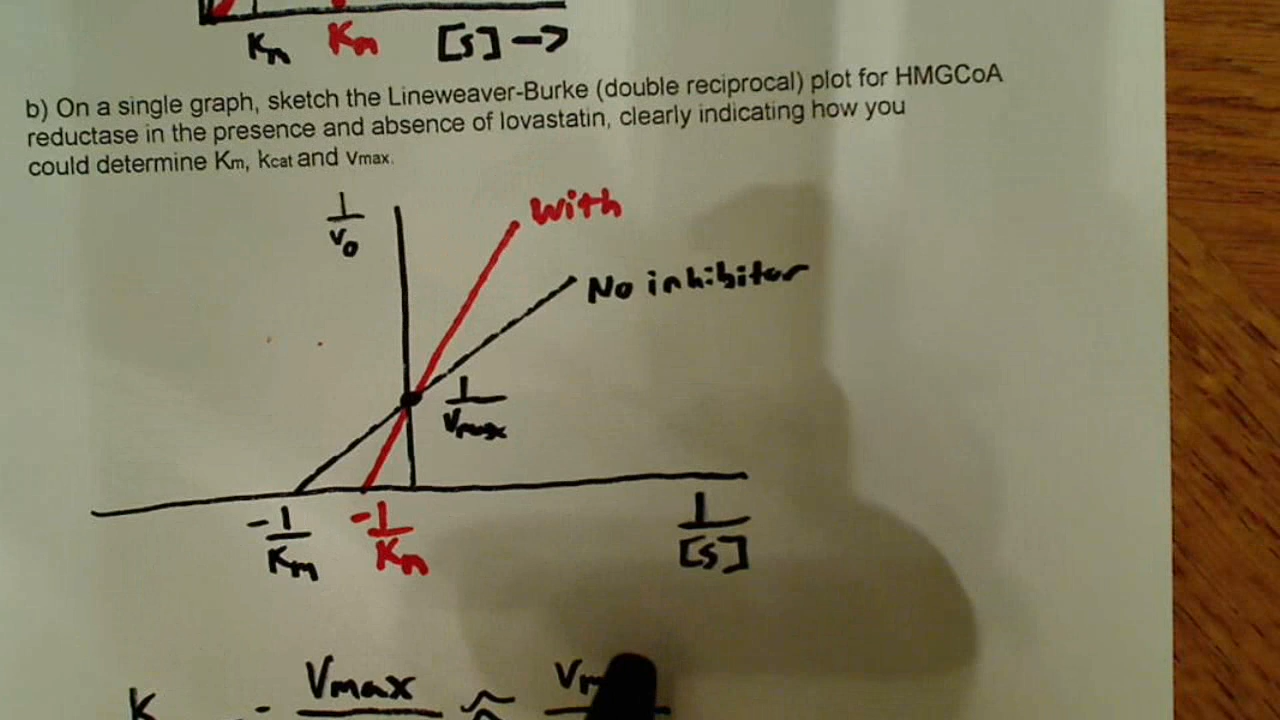 Km Km [S] →
b) On a single graph, sketch the Lineweaver-Burke (double reciprocal) plot for HMGCoA
reductase in the presence and absence of lovastatin, clearly indicating how you
could determine Km, kcat and Vmax.
With
1
V0
No inhibitor
1
Vmax
-1
Km
-1
Km
1
[S]
Vmax
K